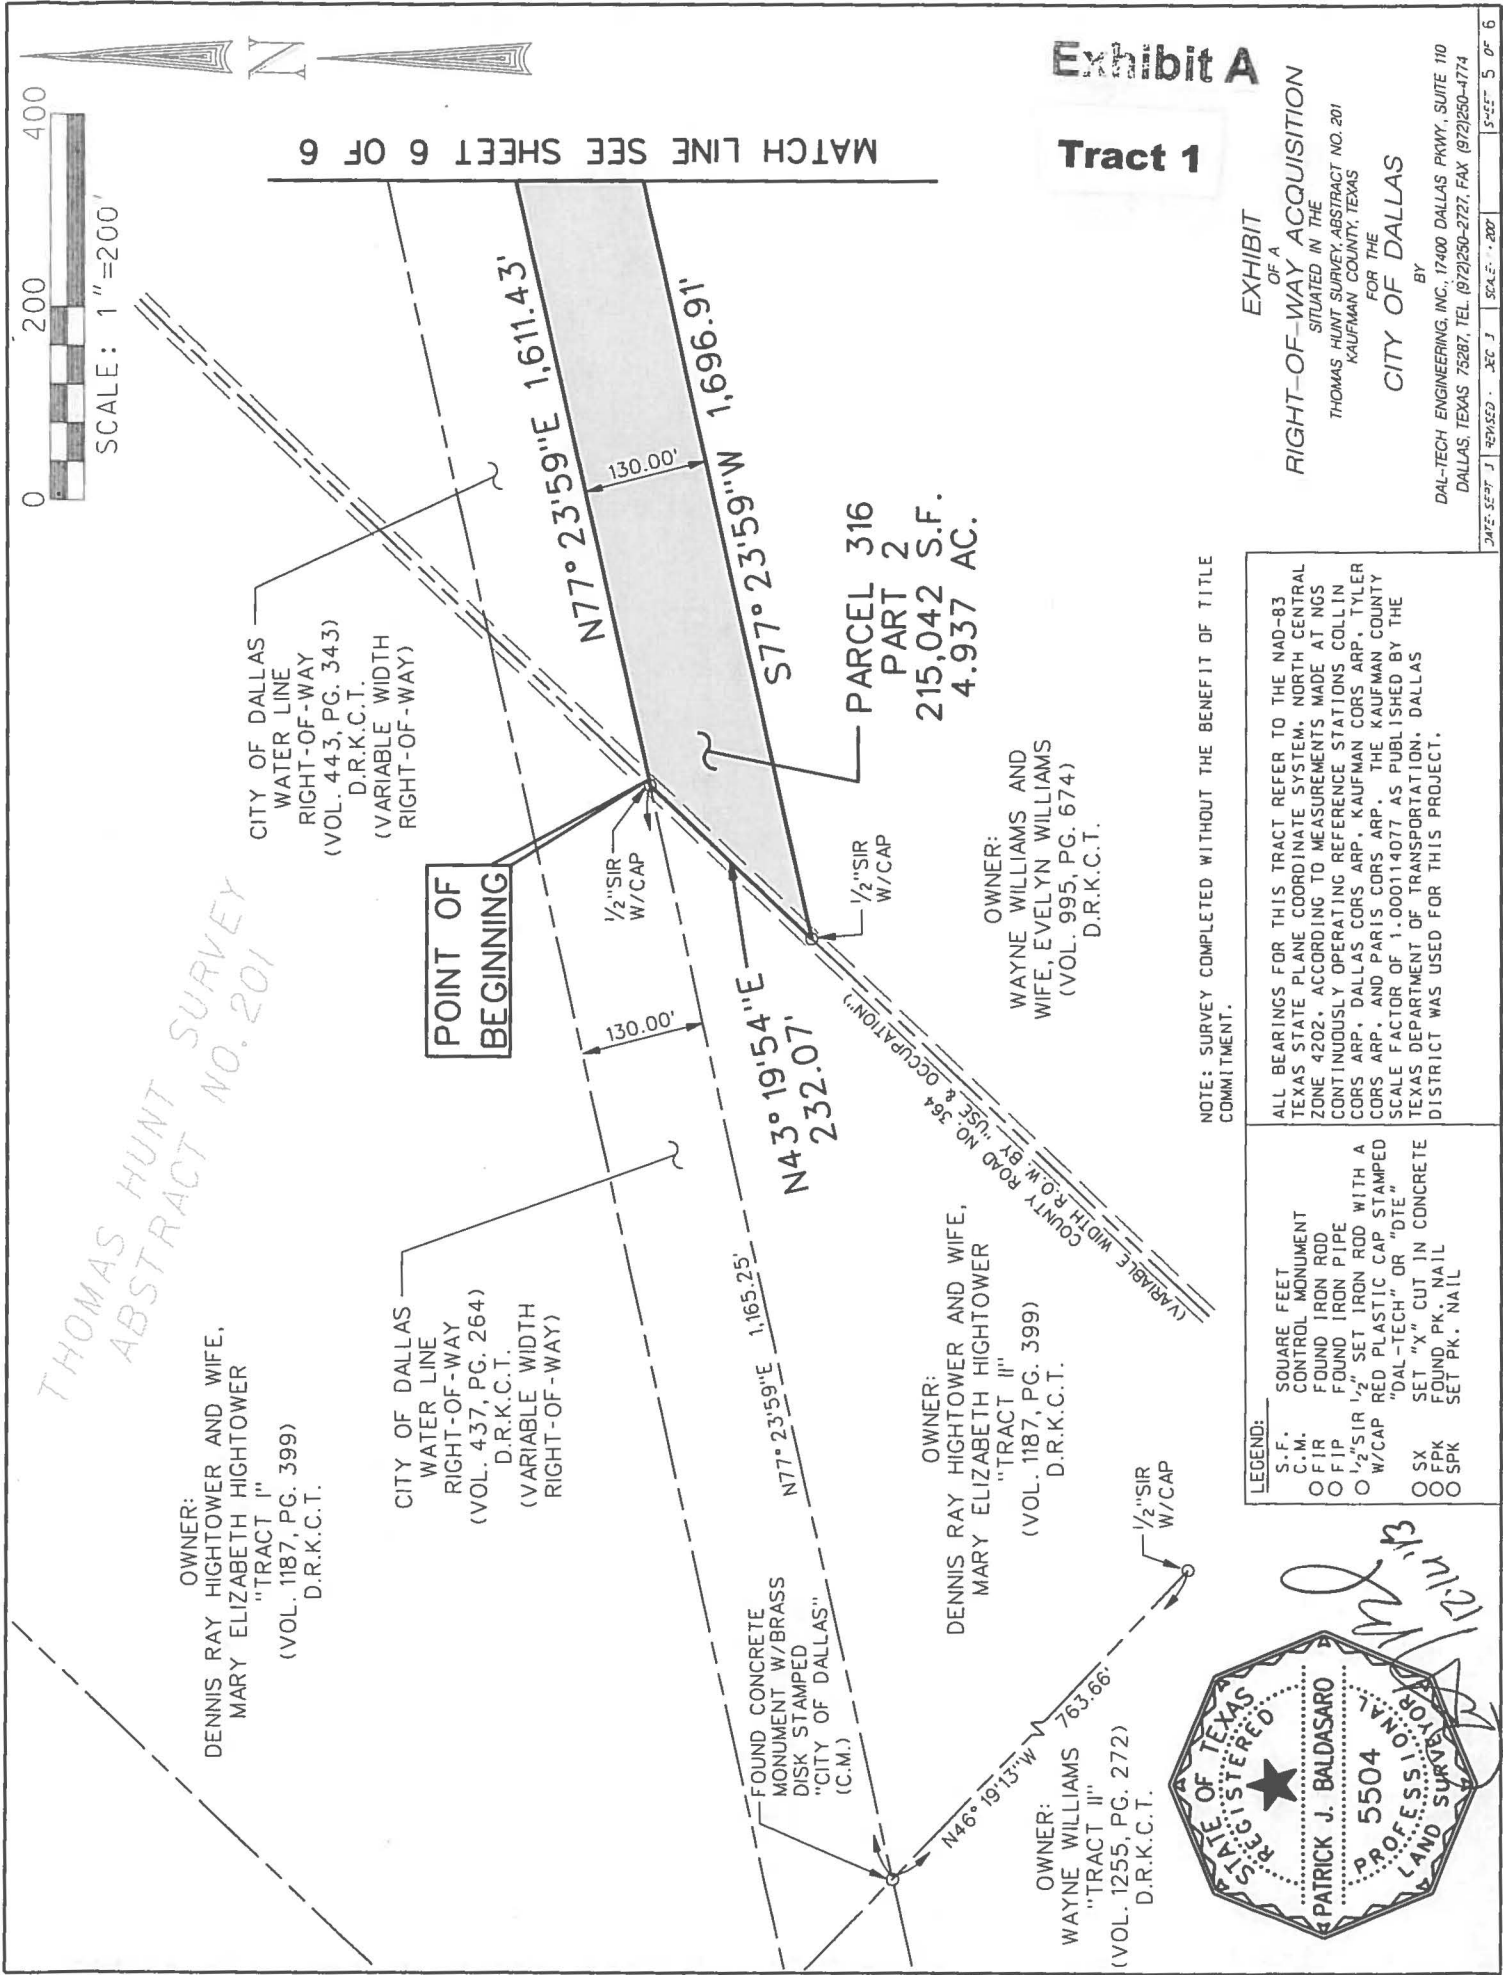 Exhibit A
Tract 1
0 200 400
SCALE: 1"=200'
N
MATCH LINE SEE SHEET 6 OF 6
THOMAS HUNT SURVEY
ABSTRACT NO. 201
OWNER:
DENNIS RAY HIGHTOWER AND WIFE,
MARY ELIZABETH HIGHTOWER
"TRACT I"
(VOL. 1187, PG. 399)
D.R.K.C.T.
CITY OF DALLAS
WATER LINE
RIGHT-OF-WAY
(VOL. 443, PG. 343)
D.R.K.C.T.
(VARIABLE WIDTH
RIGHT-OF-WAY)
CITY OF DALLAS
WATER LINE
RIGHT-OF-WAY
(VOL. 437, PG. 264)
D.R.K.C.T.
(VARIABLE WIDTH
RIGHT-OF-WAY)
POINT OF
BEGINNING
1/2"SIR
W/CAP
N77° 23'59"E 1,611.43'
130.00'
S77° 23'59"W 1,696.91'
PARCEL 316
PART 2
215,042 S.F.
4.937 AC.
130.00'
N43° 19'54"E
232.07'
1/2"SIR
W/CAP
N77° 23'59"E 1,165.25'
COUNTY ROAD NO. 364
(VARIABLE WIDTH R.O.W. BY "USE & OCCUPATION")
OWNER:
WAYNE WILLIAMS AND
WIFE, EVELYN WILLIAMS
(VOL. 995, PG. 674)
D.R.K.C.T.
OWNER:
DENNIS RAY HIGHTOWER AND WIFE,
MARY ELIZABETH HIGHTOWER
"TRACT II"
(VOL. 1187, PG. 399)
D.R.K.C.T.
FOUND CONCRETE
MONUMENT W/BRASS
DISK STAMPED
"CITY OF DALLAS"
(C.M.)
N46° 19'13"W 763.66'
1/2"SIR
W/CAP
OWNER:
WAYNE WILLIAMS
"TRACT II"
(VOL. 1255, PG. 272)
D.R.K.C.T.
NOTE: SURVEY COMPLETED WITHOUT THE BENEFIT OF TITLE
COMMITMENT.
LEGEND:
S.F. SQUARE FEET
C.M. CONTROL MONUMENT
O FIR FOUND IRON ROD
O FIP FOUND IRON PIPE
O 1/2"SIR 1/2" SET IRON ROD WITH A
W/CAP RED PLASTIC CAP STAMPED
"DAL-TECH" OR "DTE"
O SX SET "X" CUT IN CONCRETE
O FPK FOUND PK. NAIL
O SPK SET PK. NAIL
ALL BEARINGS FOR THIS TRACT REFER TO THE NAD-83
TEXAS STATE PLANE COORDINATE SYSTEM, NORTH CENTRAL
ZONE 4202, ACCORDING TO MEASUREMENTS MADE AT NGS
CONTINUOUSLY OPERATING REFERENCE STATIONS COLLIN
CORS ARP, DALLAS CORS ARP, KAUFMAN CORS ARP, TYLER
CORS ARP, AND PARIS CORS ARP. THE KAUFMAN COUNTY
SCALE FACTOR OF 1.000114077 AS PUBLISHED BY THE
TEXAS DEPARTMENT OF TRANSPORTATION, DALLAS
DISTRICT WAS USED FOR THIS PROJECT.
EXHIBIT
OF A
RIGHT-OF-WAY ACQUISITION
SITUATED IN THE
THOMAS HUNT SURVEY, ABSTRACT NO. 201
KAUFMAN COUNTY, TEXAS
FOR THE
CITY OF DALLAS
BY
DAL-TECH ENGINEERING, INC., 17400 DALLAS PKWY, SUITE 110
DALLAS, TEXAS 75287, TEL. (972)250-2727, FAX (972)250-4774
SHEET 5 OF 6
STATE OF TEXAS
REGISTERED
PATRICK J. BALDASARO
5504
PROFESSIONAL
LAND SURVEYOR